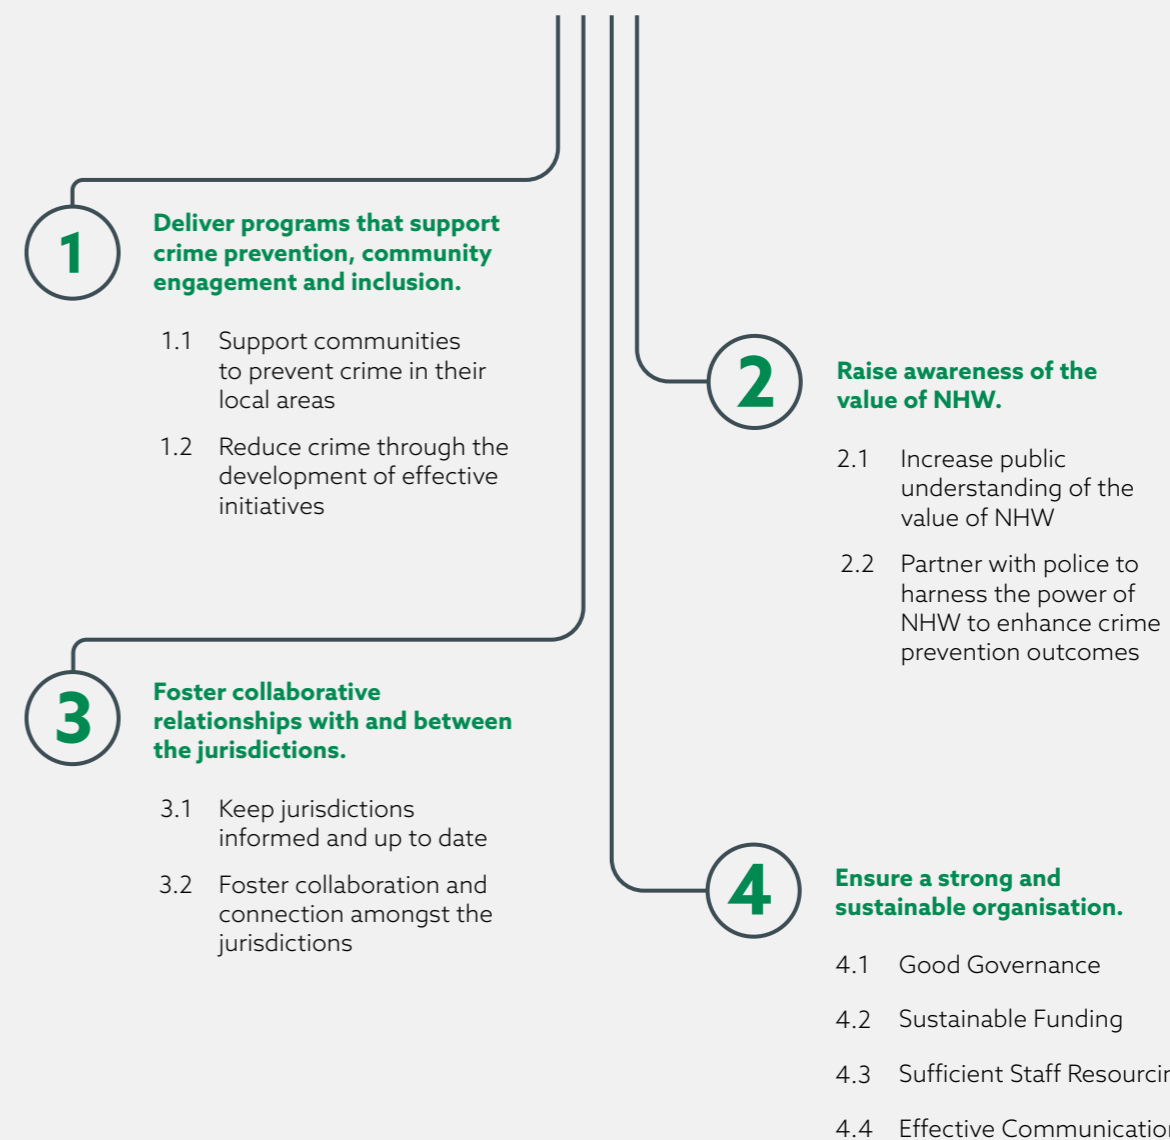 1
Deliver programs that support
crime prevention, community
engagement and inclusion.
1.1 Support communities
to prevent crime in their
local areas
1.2 Reduce crime through the
development of effective
initiatives
2
Raise awareness of the
value of NHW.
2.1 Increase public
understanding of the
value of NHW
2.2 Partner with police to
harness the power of
NHW to enhance crime
prevention outcomes
3
Foster collaborative
relationships with and between
the jurisdictions.
3.1 Keep jurisdictions
informed and up to date
3.2 Foster collaboration and
connection amongst the
jurisdictions
4
Ensure a strong and
sustainable organisation.
4.1 Good Governance
4.2 Sustainable Funding
4.3 Sufficient Staff
4.4 Effective